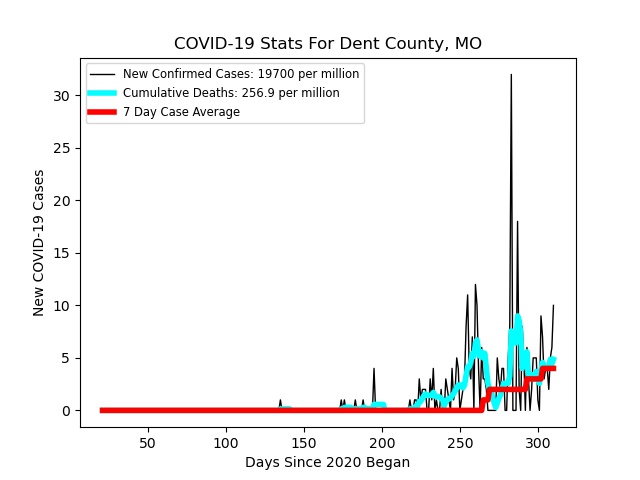 COVID-19 Stats For Dent County, MO
New Confirmed Cases: 19700 per million
Cumulative Deaths: 256.9 per million
7 Day Case Average
30
25
20
15
10
5
0
New COVID-19 Cases
50 100 150 200 250 300
Days Since 2020 Began